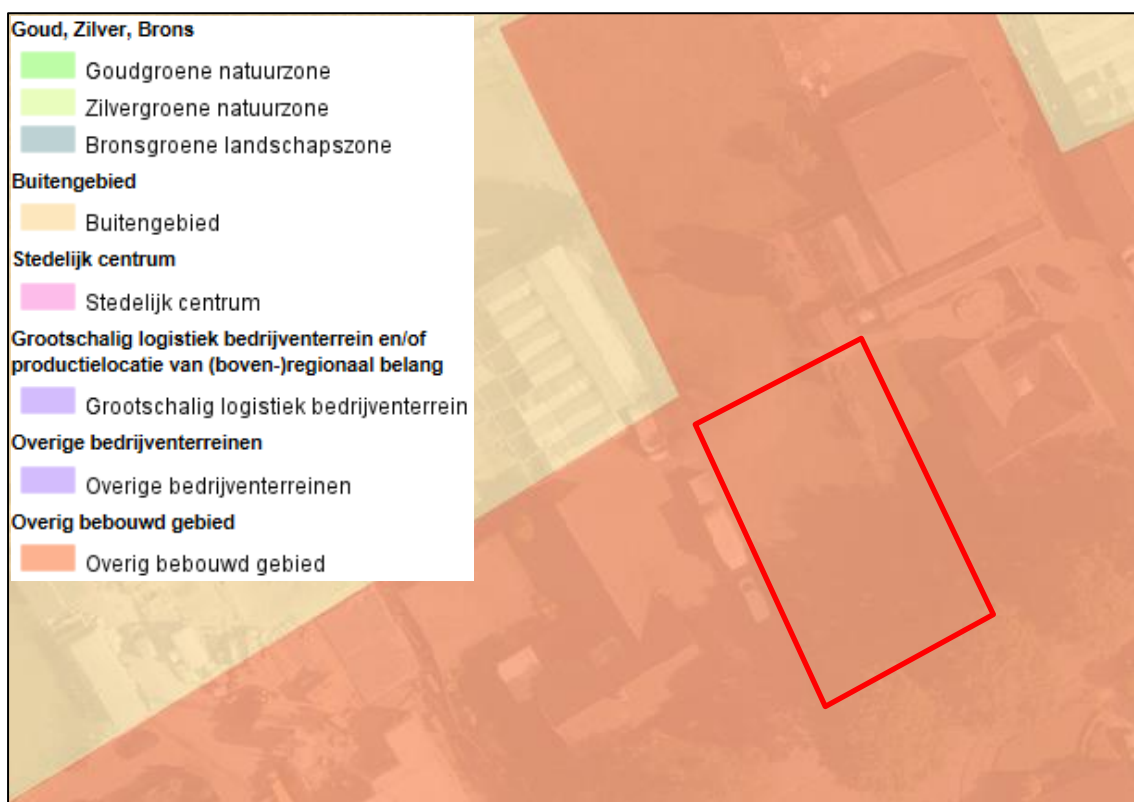 Goud, Zilver, Brons
Goudgroene natuurzone
Zilvergroene natuurzone
Bronsgroene landschapszone
Buitengebied
Buitengebied
Stedelijk centrum
Stedelijk centrum
Grootschalig logistiek bedrijventerrein en/of
productielocatie van (boven-)regionaal belang
Grootschalig logistiek bedrijventerrein
Overige bedrijventerreinen
Overige bedrijventerreinen
Overig bebouwd gebied
Overig bebouwd gebied